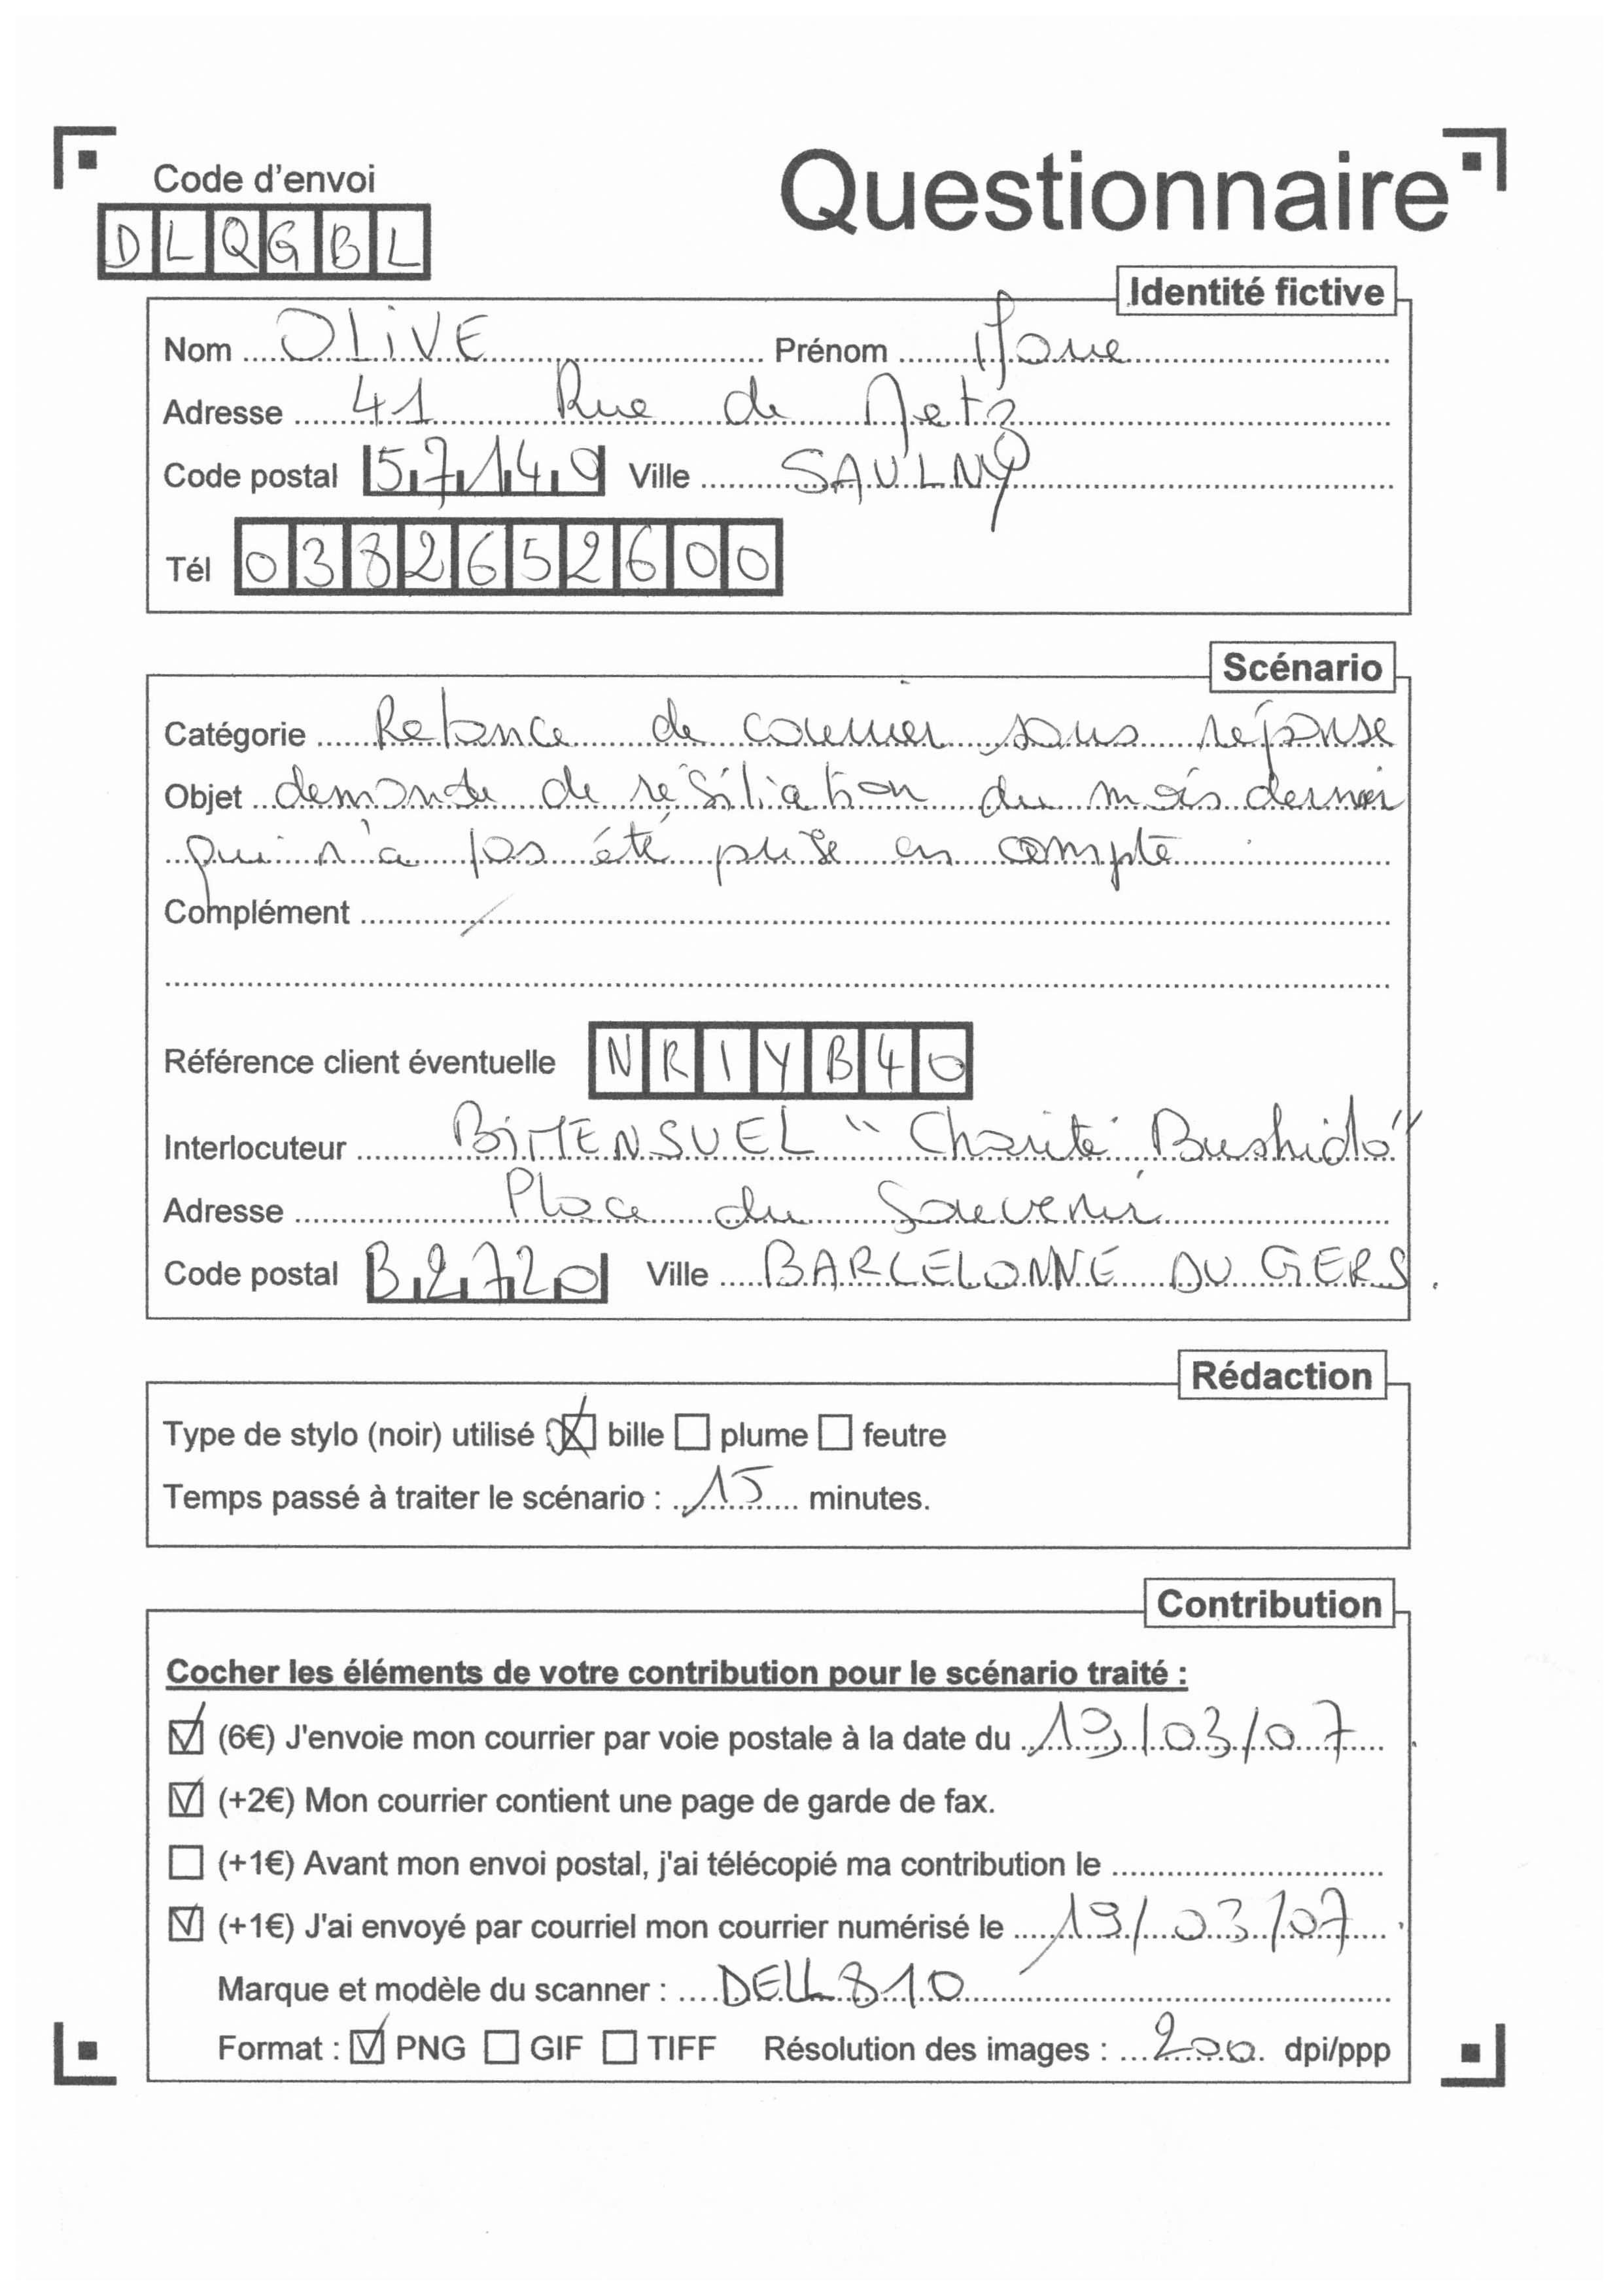 Code d'envoi
Questionnaire
DLQGBL
Identité fictive
Nom OLIVE Prénom
Adresse 41 Rue de Metz
Code postal 57140 Ville SAULNY
Tél 0382652600
Scénario
Catégorie Relance de courrier sans réponse
Objet demande de résiliation du mois dernier
qui n'a pas été prise en compte
Complément /
Référence client éventuelle NRIYB40
Interlocuteur BIMENSUEL "Charité Bushido"
Adresse Place du Souvenir
Code postal Ville BARCELONNE DU GERS.
Rédaction
Type de stylo (noir) utilisé : ☒ bille ☐ plume ☐ feutre
Temps passé à traiter le scénario : 15 minutes.
Contribution
Cocher les éléments de votre contribution pour le scénario traité :
☑ (6€) J'envoie mon courrier par voie postale à la date du 19/03/07
☑ (+2€) Mon courrier contient une page de garde de fax.
☐ (+1€) Avant mon envoi postal, j'ai télécopié ma contribution le
☑ (+1€) J'ai envoyé par courriel mon courrier numérisé le 19/03/07
Marque et modèle du scanner : DELL 810
Format : ☑ PNG ☐ GIF ☐ TIFF Résolution des images : 200 dpi/ppp